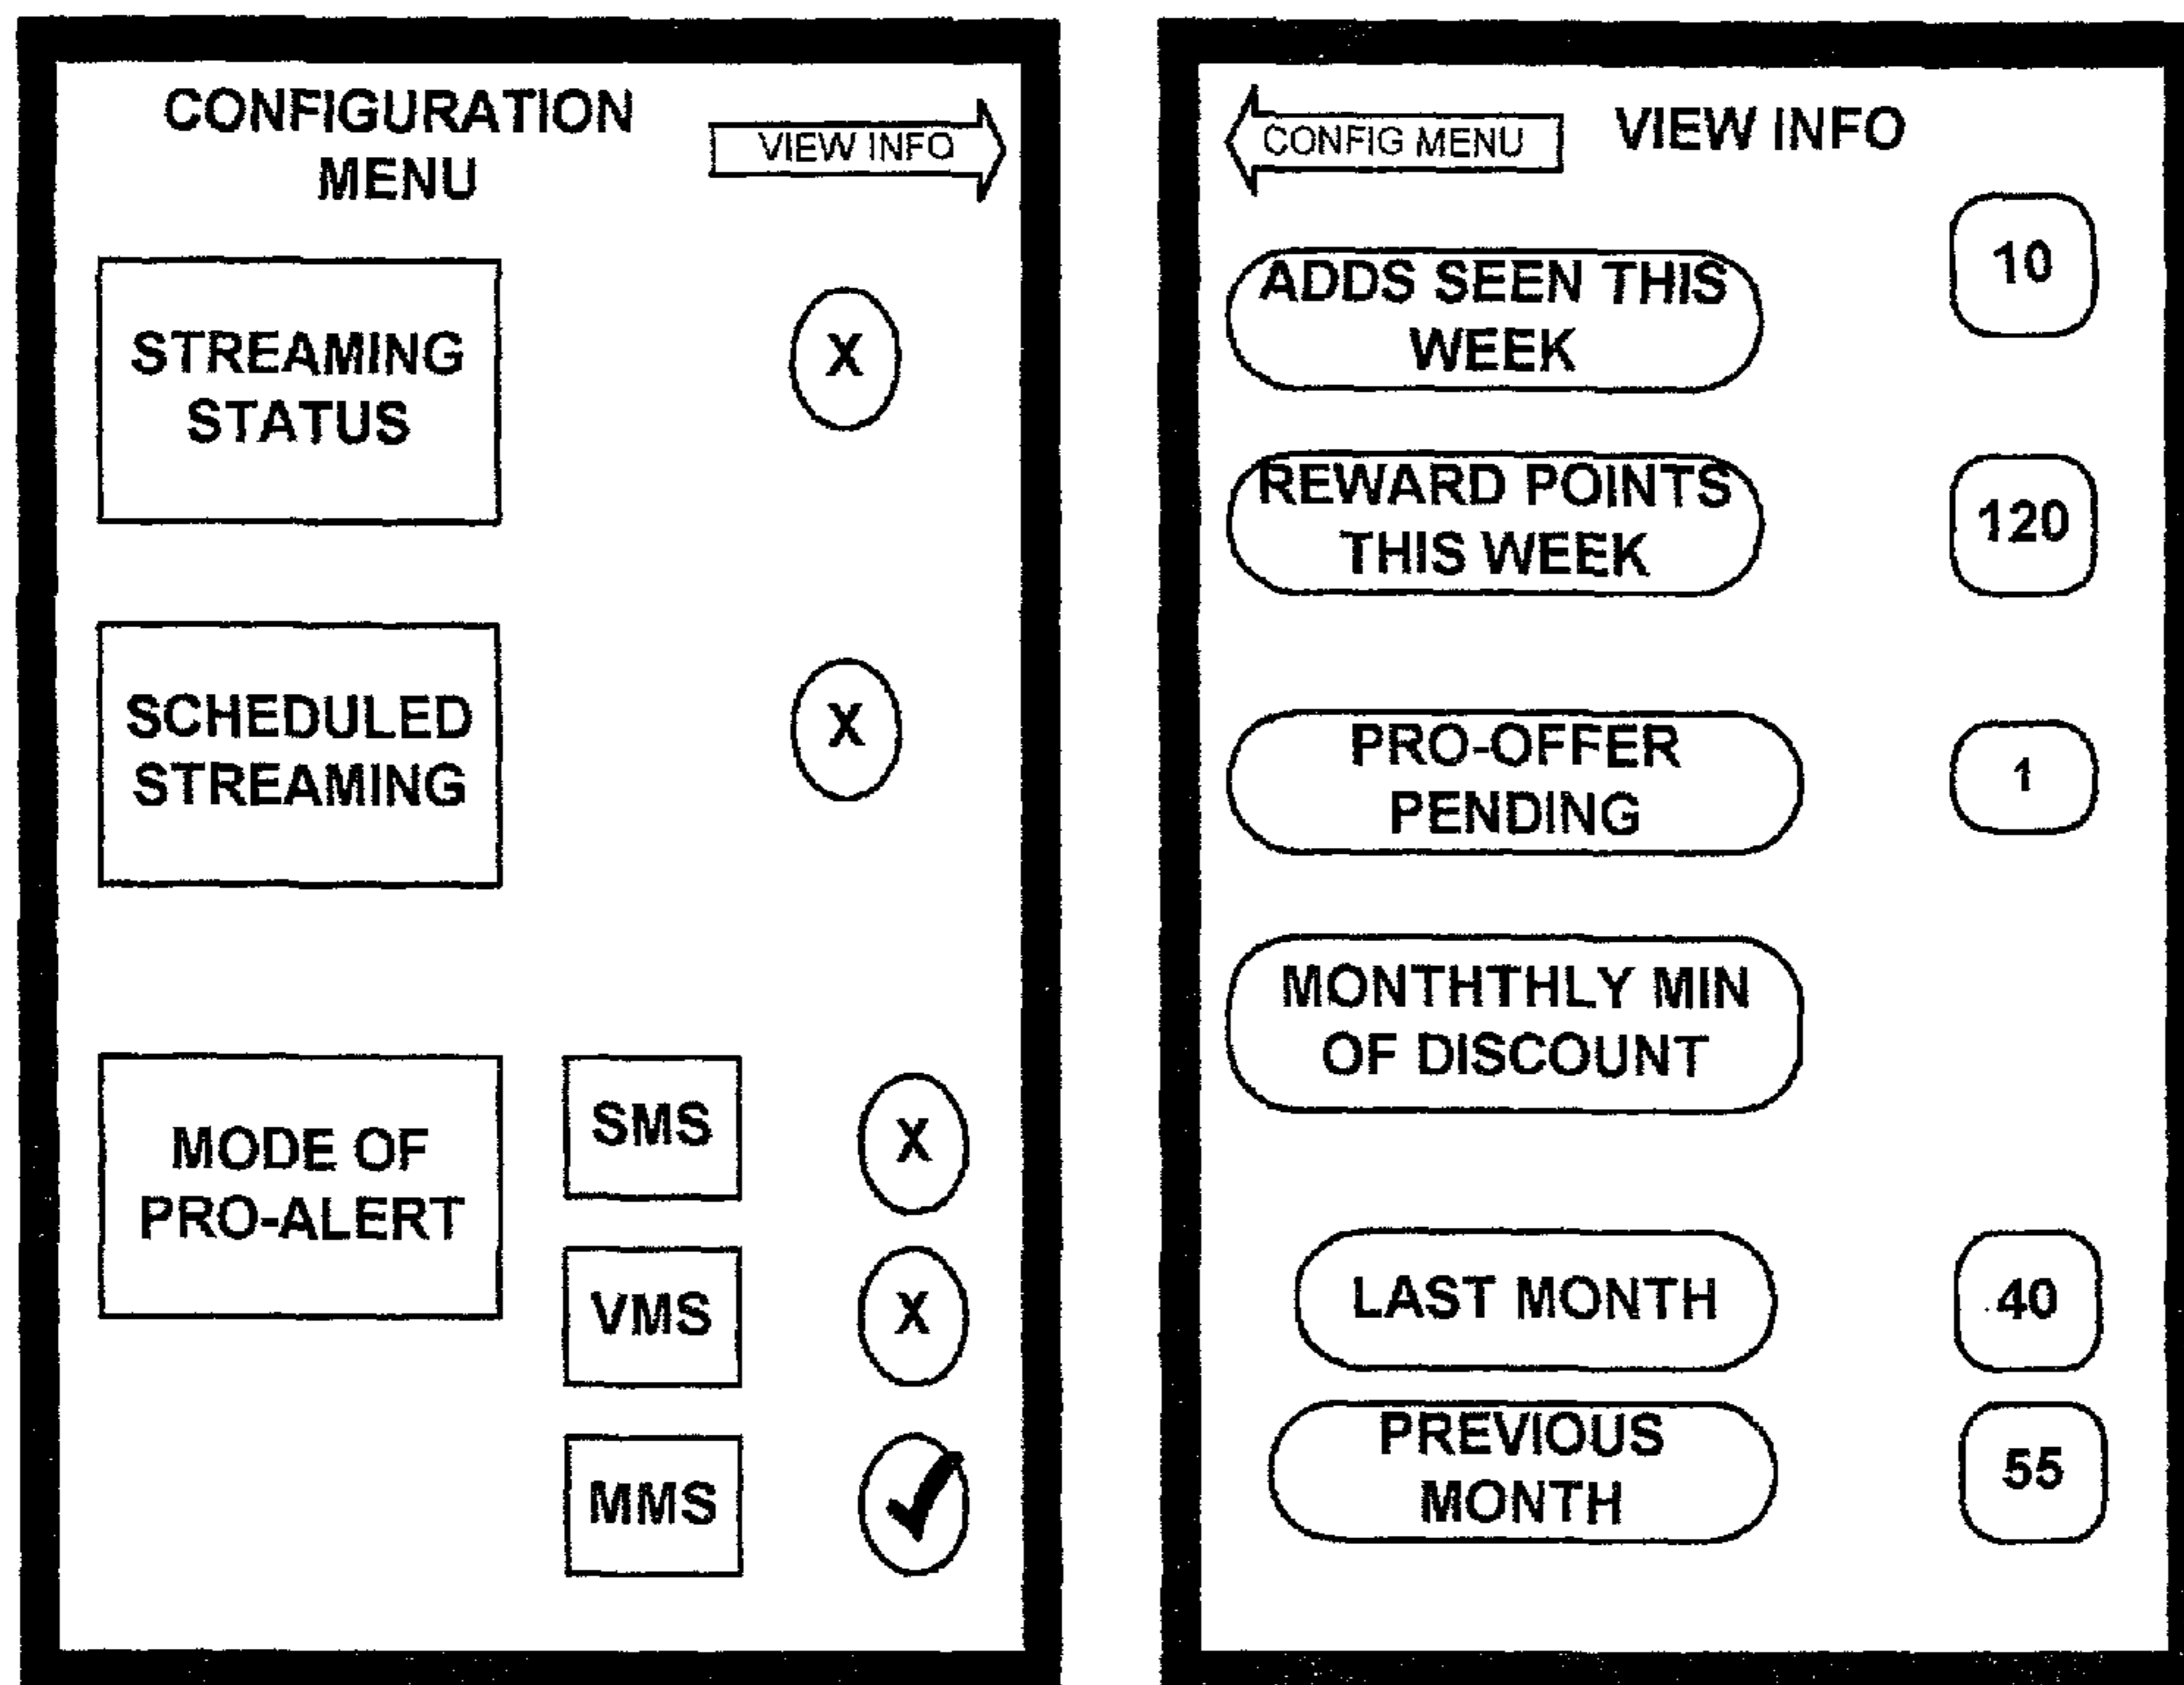 CONFIGURATION
MENU
VIEW INFO
STREAMING
STATUS
X
SCHEDULED
STREAMING
X
MODE OF
PRO-ALERT
SMS
X
VMS
X
MMS
CONFIG MENU
VIEW INFO
ADDS SEEN THIS
WEEK
10
REWARD POINTS
THIS WEEK
120
PRO-OFFER
PENDING
1
MONTHTHLY MIN
OF DISCOUNT
LAST MONTH
40
PREVIOUS
MONTH
55